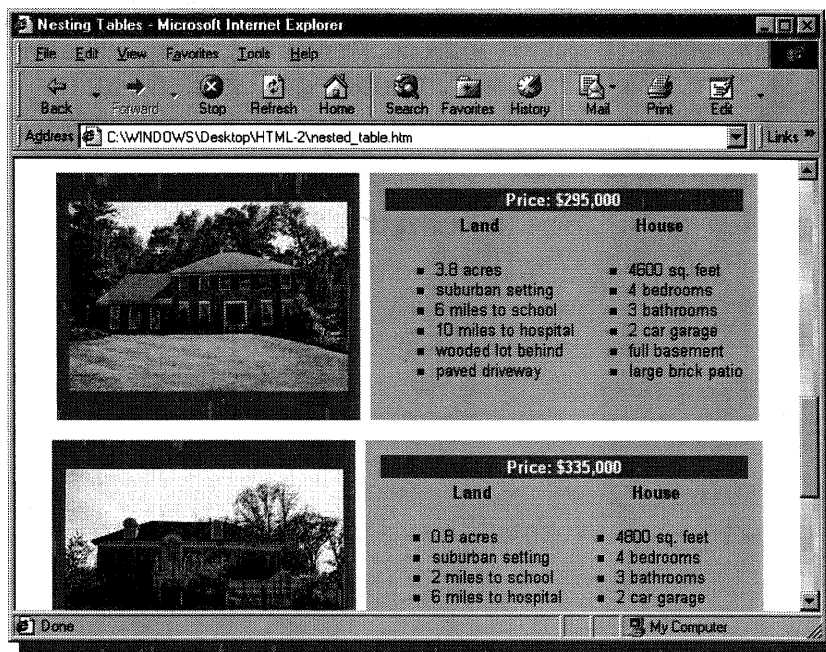 Nesting Tables - Microsoft Internet Explorer
File Edit View Favorites Tools Help
Back Forward Stop Refresh Home Search Favorites History Mail Print Edit
Address C:\WINDOWS\Desktop\HTML-2\nested_table.htm Links »
Price: $295,000
Land House
3.8 acres
suburban setting
6 miles to school
10 miles to hospital
wooded lot behind
paved driveway
4600 sq. feet
4 bedrooms
3 bathrooms
2 car garage
full basement
large brick patio
Price: $335,000
Land House
0.8 acres
suburban setting
2 miles to school
6 miles to hospital
4800 sq. feet
4 bedrooms
3 bathrooms
2 car garage
Done My Computer